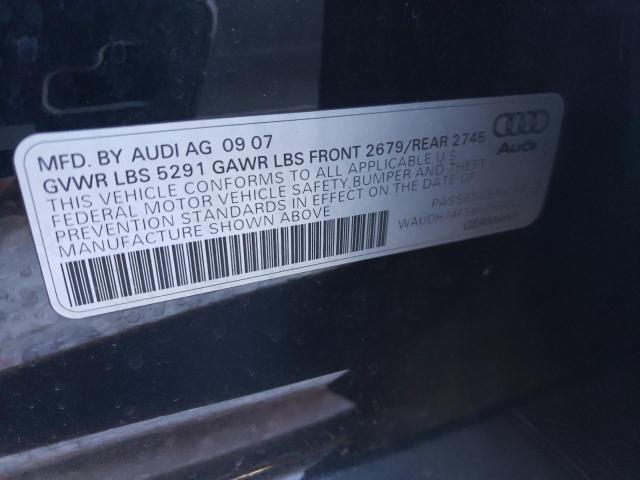 MFD. BY AUDI AG 09 07
GVWR LBS 5291 GAWR LBS FRONT 2679/REAR 2745
THIS VEHICLE CONFORMS TO ALL APPLICABLE U S
FEDERAL MOTOR VEHICLE SAFETY,BUMPER AND THEFT
PREVENTION STANDARDS IN EFFECT ON THE DATE OF
MANUFACTURE SHOWN ABOVE
Audi
PASSENGER CAR
GERMANY